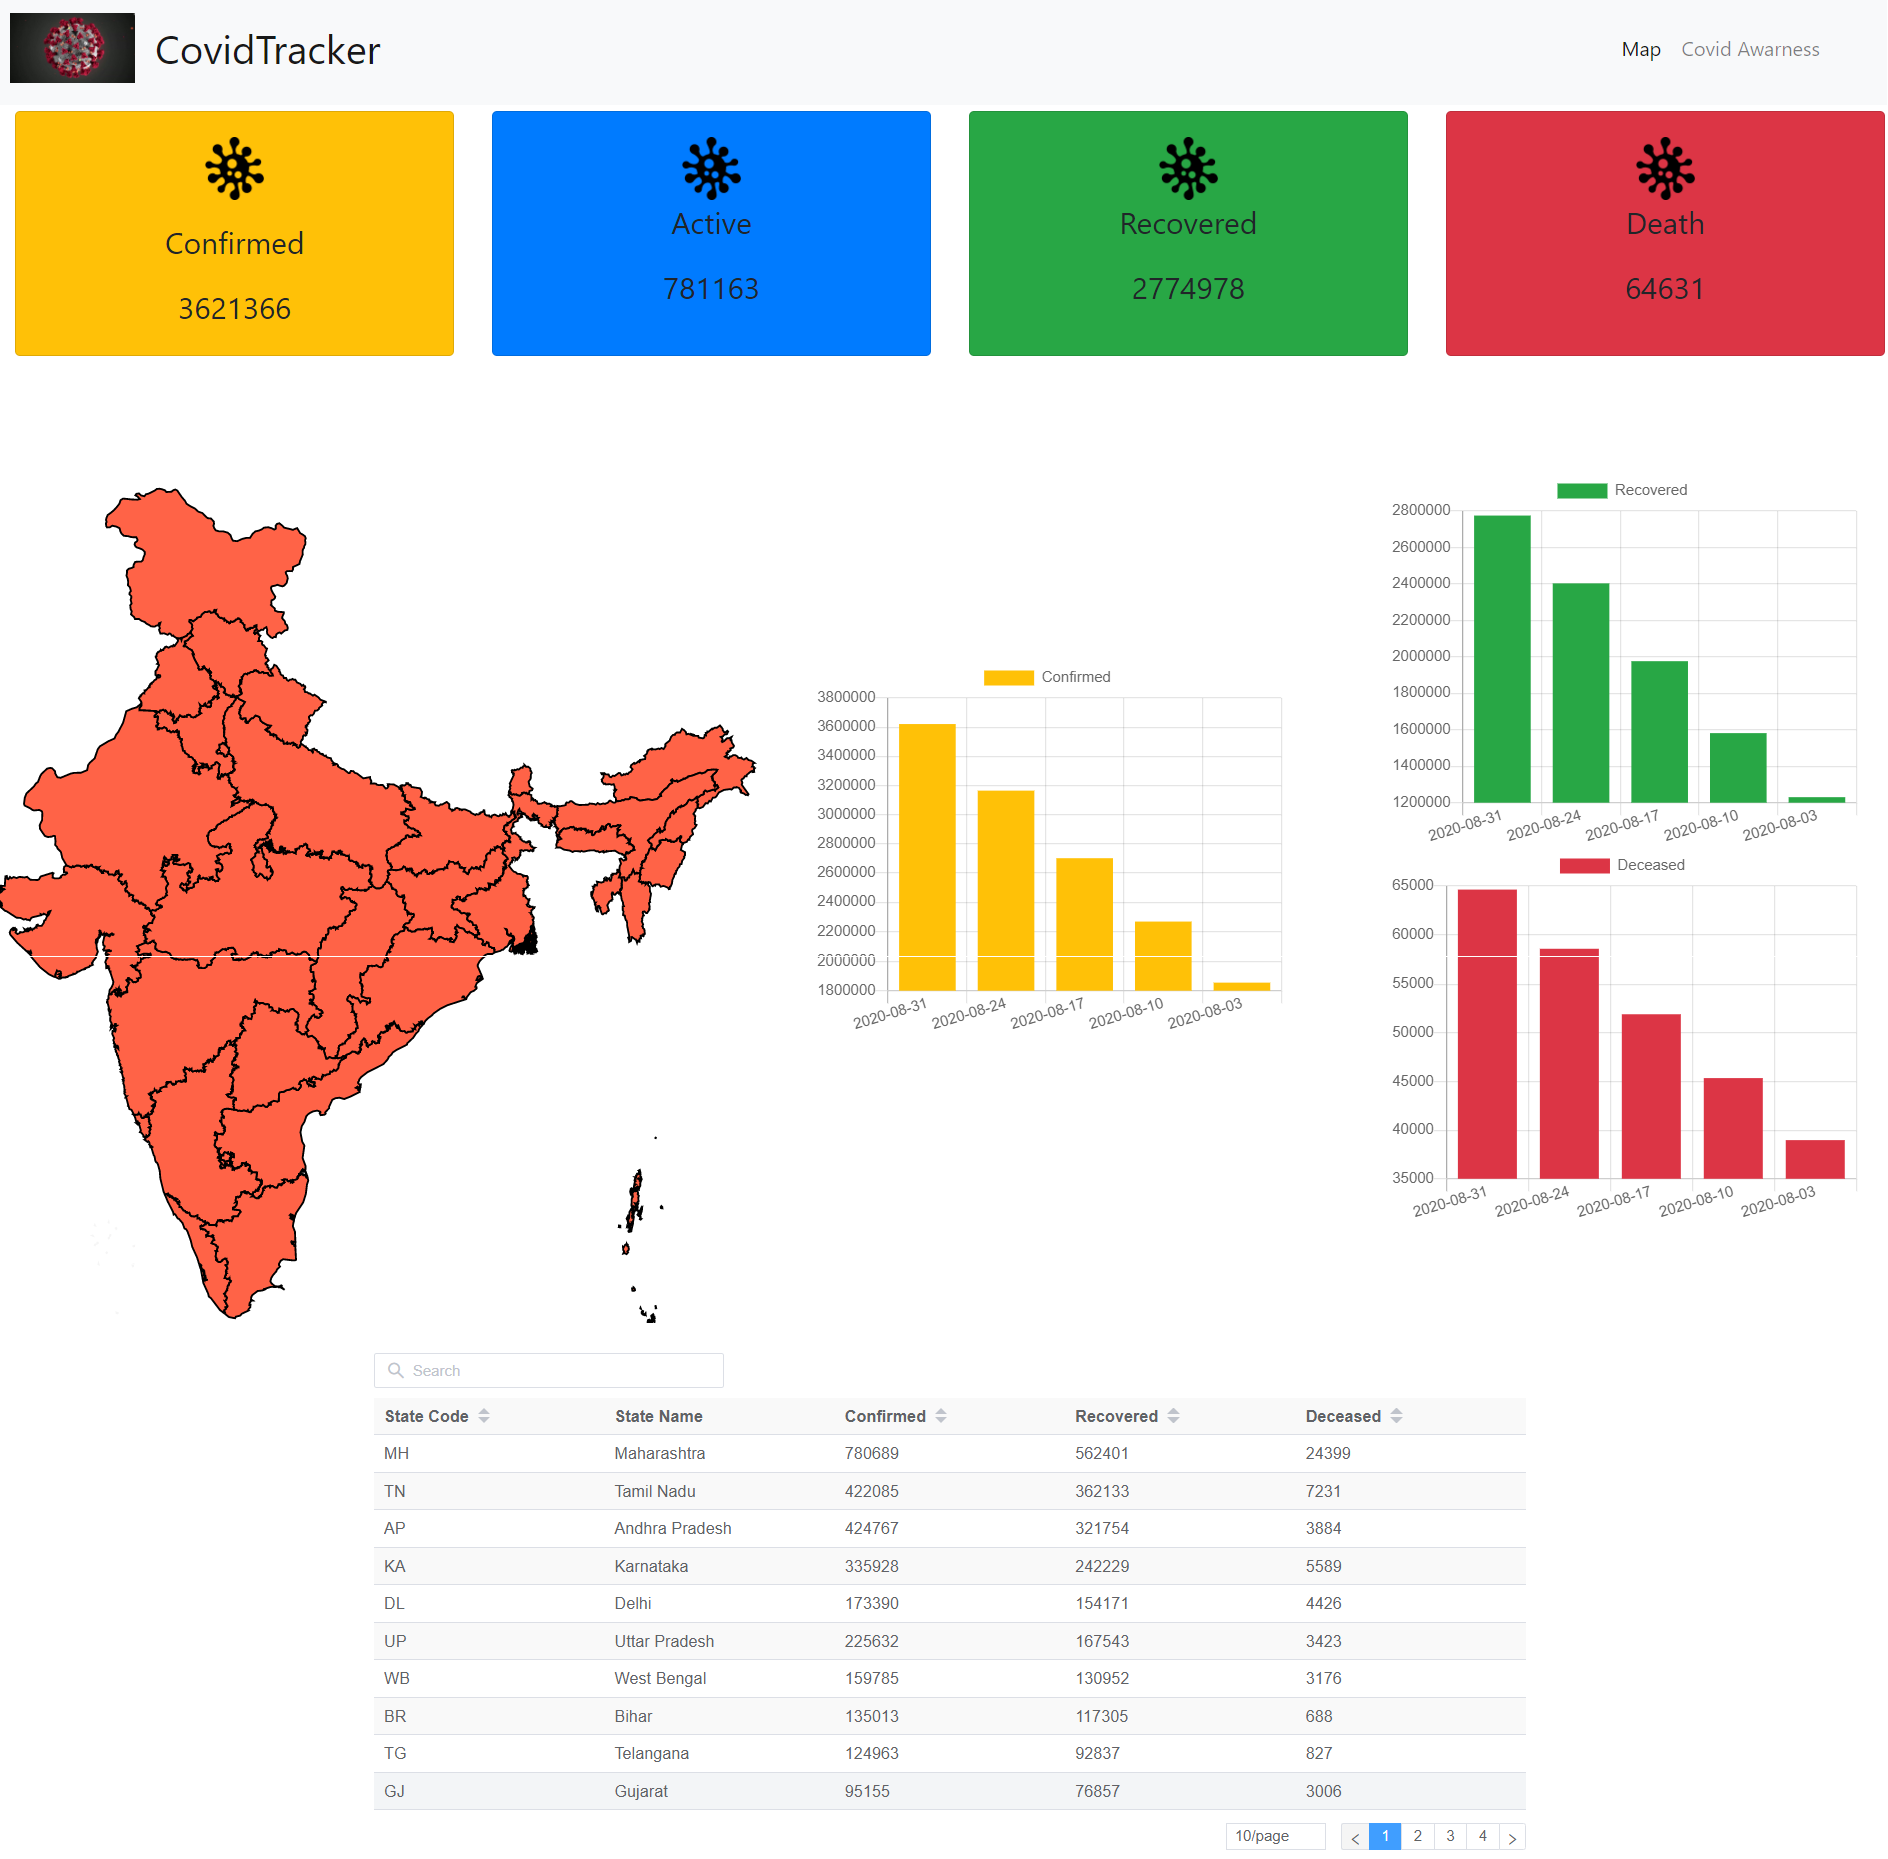 CovidTracker
Map Covid Awarness
Confirmed
3621366
Active
781163
Recovered
2774978
Death
64631
Confirmed
3800000
3600000
3400000
3200000
3000000
2800000
2600000
2400000
2200000
2000000
1800000
2020-08-31 2020-08-24 2020-08-17 2020-08-10 2020-08-03
Recovered
2800000
2600000
2400000
2200000
2000000
1800000
1600000
1400000
1200000
2020-08-31 2020-08-24 2020-08-17 2020-08-10 2020-08-03
Deceased
65000
60000
55000
50000
45000
40000
35000
2020-08-31 2020-08-24 2020-08-17 2020-08-10 2020-08-03
Search
State Code State Name Confirmed Recovered Deceased
MH Maharashtra 780689 562401 24399
TN Tamil Nadu 422085 362133 7231
AP Andhra Pradesh 424767 321754 3884
KA Karnataka 335928 242229 5589
DL Delhi 173390 154171 4426
UP Uttar Pradesh 225632 167543 3423
WB West Bengal 159785 130952 3176
BR Bihar 135013 117305 688
TG Telangana 124963 92837 827
GJ Gujarat 95155 76857 3006
10/page < 1 2 3 4 >